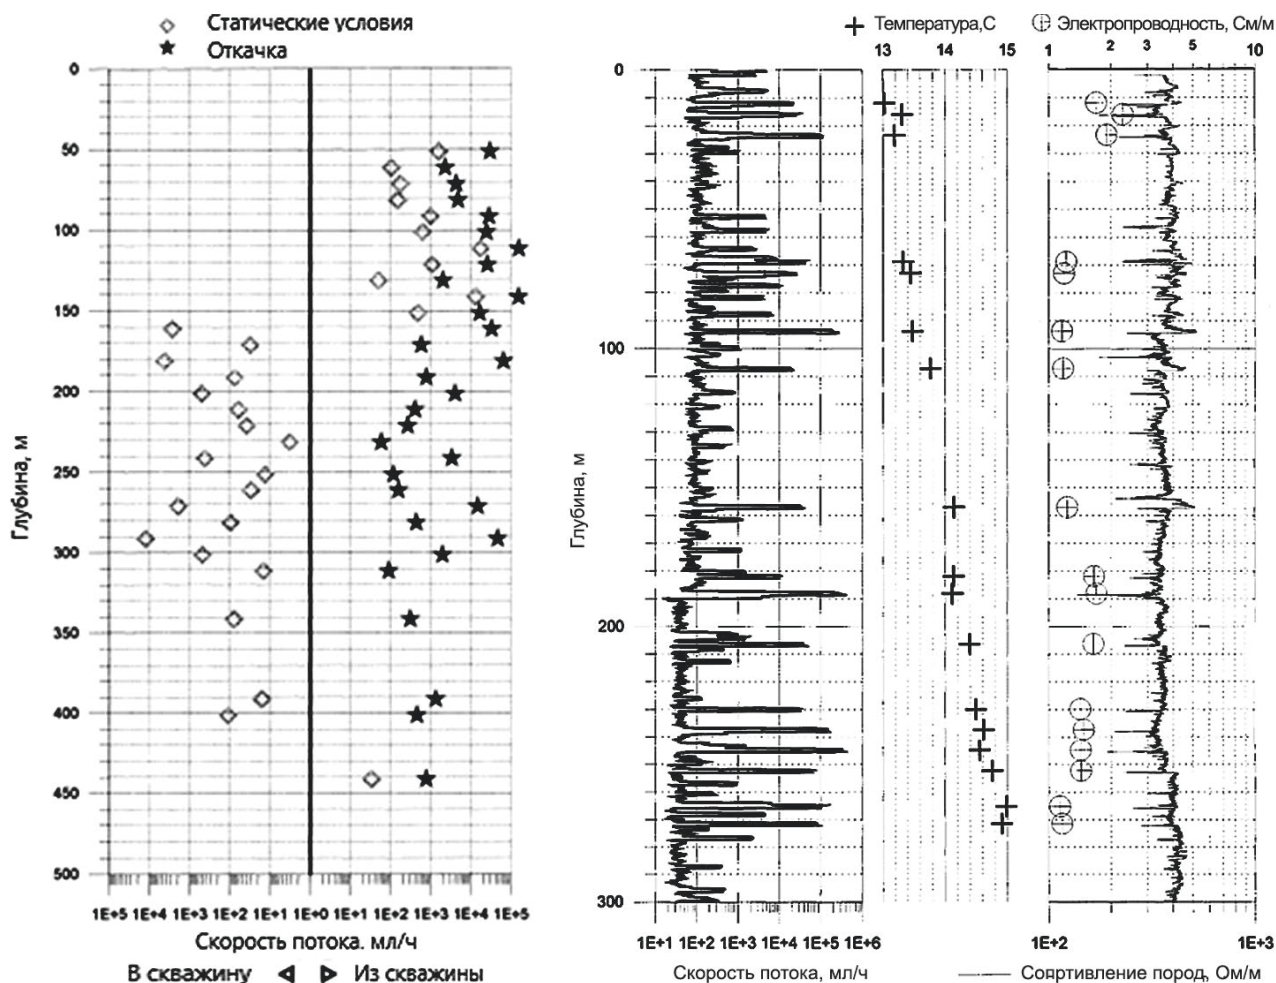 Статические условия
Откачка
0
50
100
150
200
250
300
350
400
450
500
Глубина, м
1E+5 1E+4 1E+3 1E+2 1E+1 1E+0 1E+1 1E+2 1E+3 1E+4 1E+5
Скорость потока. мл/ч
В скважину Из скважины
Температура,С
13 14 15
Электропроводность, См/м
1 2 3 5 10
0
100
200
300
Глубина, м
1E+1 1E+2 1E+3 1E+4 1E+5 1E+6
Скорость потока, мл/ч
1E+2 1E+3
Сояртивление пород, Ом/м